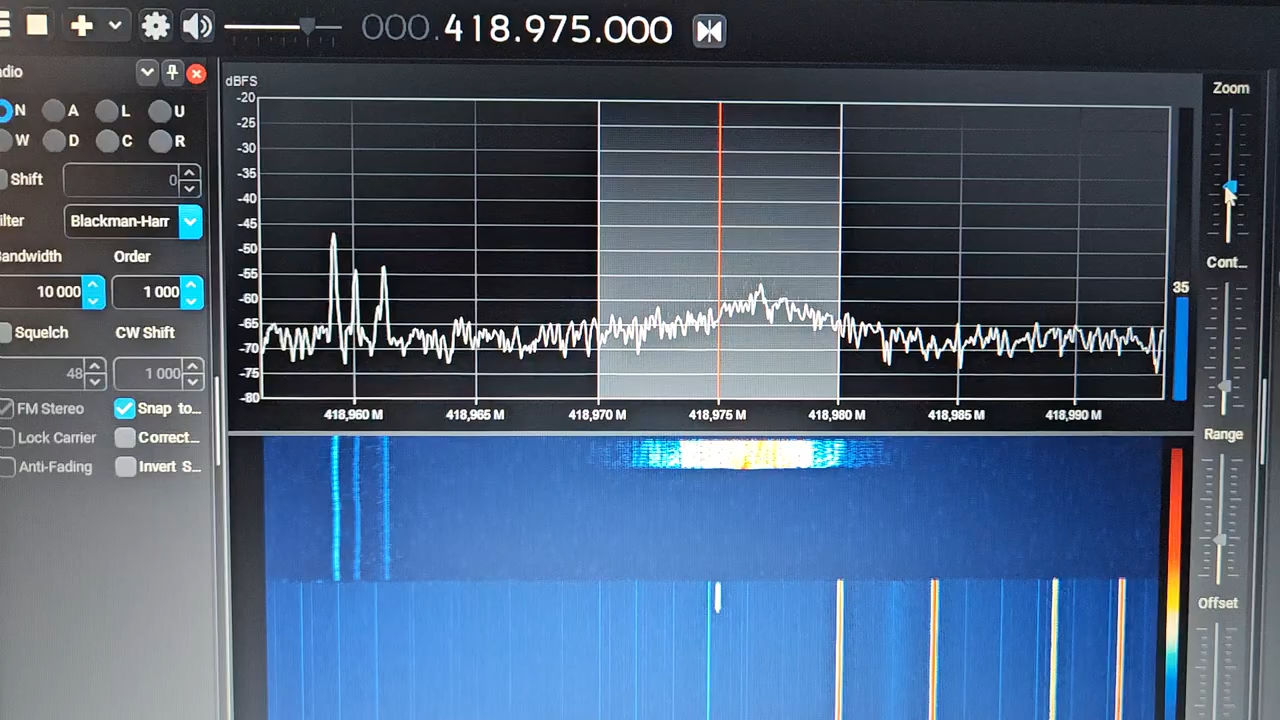 000.418.975.000
dio
dBFS
Zoom
N A L U
W D C R
Shift 0
ilter Blackman-Harr
andwidth Order
10 000 1 000
Squelch CW Shift
48 1 000
FM Stereo Snap to...
Lock Carrier Correct...
Anti-Fading Invert S...
-20
-25
-30
-35
-40
-45
-50
-55
-60
-65
-70
-75
-80
418,960 M 418,965 M 418,970 M 418,975 M 418,980 M 418,985 M 418,990 M
35
Cont...
Range
Offset